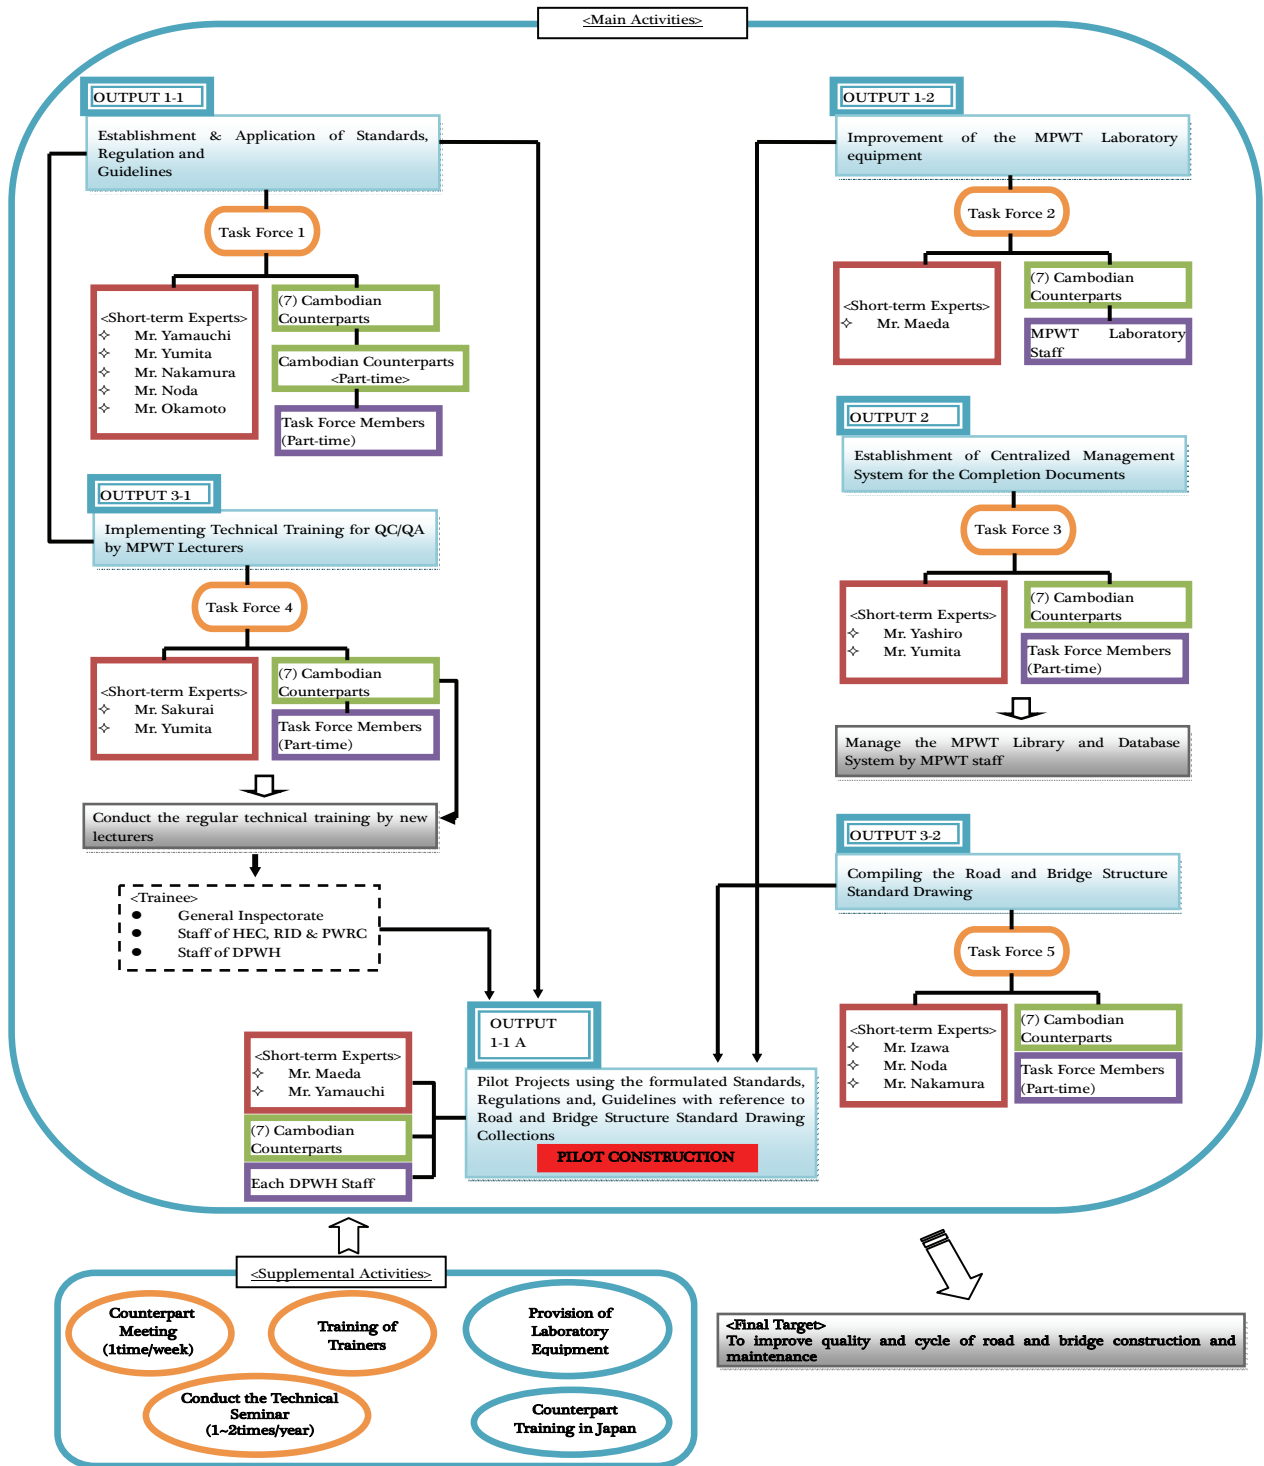 <Main Activities>
OUTPUT 1-1
Establishment & Application of Standards,
Regulation and
Guidelines
Task Force 1
<Short-term Experts>
✧ Mr. Yamauchi
✧ Mr. Yumita
✧ Mr. Nakamura
✧ Mr. Noda
✧ Mr. Okamoto
(7) Cambodian
Counterparts
Cambodian Counterparts
<Part-time>
Task Force Members
(Part-time)
OUTPUT 3-1
Implementing Technical Training for QC/QA
by MPWT Lecturers
Task Force 4
<Short-term Experts>
✧ Mr. Sakurai
✧ Mr. Yumita
(7) Cambodian
Counterparts
Task Force Members
(Part-time)
Conduct the regular technical training by new
lecturers
<Trainee>
● General Inspectorate
● Staff of HEC, RID & PWRC
● Staff of DPWH
OUTPUT 1-2
Improvement of the MPWT Laboratory
equipment
Task Force 2
<Short-term Experts>
✧ Mr. Maeda
(7) Cambodian
Counterparts
MPWT Laboratory
Staff
OUTPUT 2
Establishment of Centralized Management
System for the Completion Documents
Task Force 3
<Short-term Experts>
✧ Mr. Yashiro
✧ Mr. Yumita
(7) Cambodian
Counterparts
Task Force Members
(Part-time)
Manage the MPWT Library and Database
System by MPWT staff
OUTPUT 3-2
Compiling the Road and Bridge Structure
Standard Drawing
Task Force 5
<Short-term Experts>
✧ Mr. Izawa
✧ Mr. Noda
✧ Mr. Nakamura
(7) Cambodian
Counterparts
Task Force Members
(Part-time)
OUTPUT
1-1 A
Pilot Projects using the formulated Standards,
Regulations and, Guidelines with reference to
Road and Bridge Structure Standard Drawing
Collections
PILOT CONSTRUCTION
<Short-term Experts>
✧ Mr. Maeda
✧ Mr. Yamauchi
(7) Cambodian
Counterparts
Each DPWH Staff
<Supplemental Activities>
Counterpart
Meeting
(1time/week)
Training of
Trainers
Provision of
Laboratory
Equipment
Conduct the Technical
Seminar
(1~2times/year)
Counterpart
Training in Japan
<Final Target>
To improve quality and cycle of road and bridge construction and
maintenance